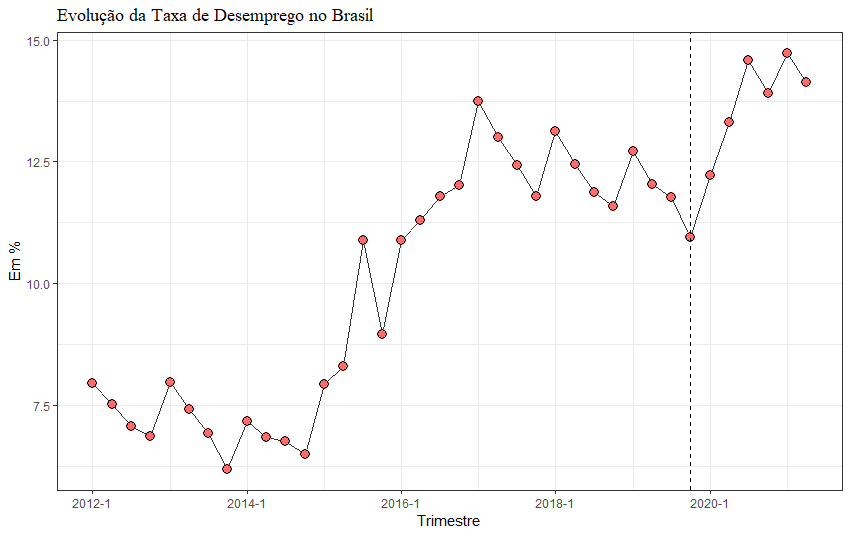 Evolução da Taxa de Desemprego no Brasil
15.0
12.5
10.0
7.5
Em %
2012-1 2014-1 2016-1 2018-1 2020-1
Trimestre